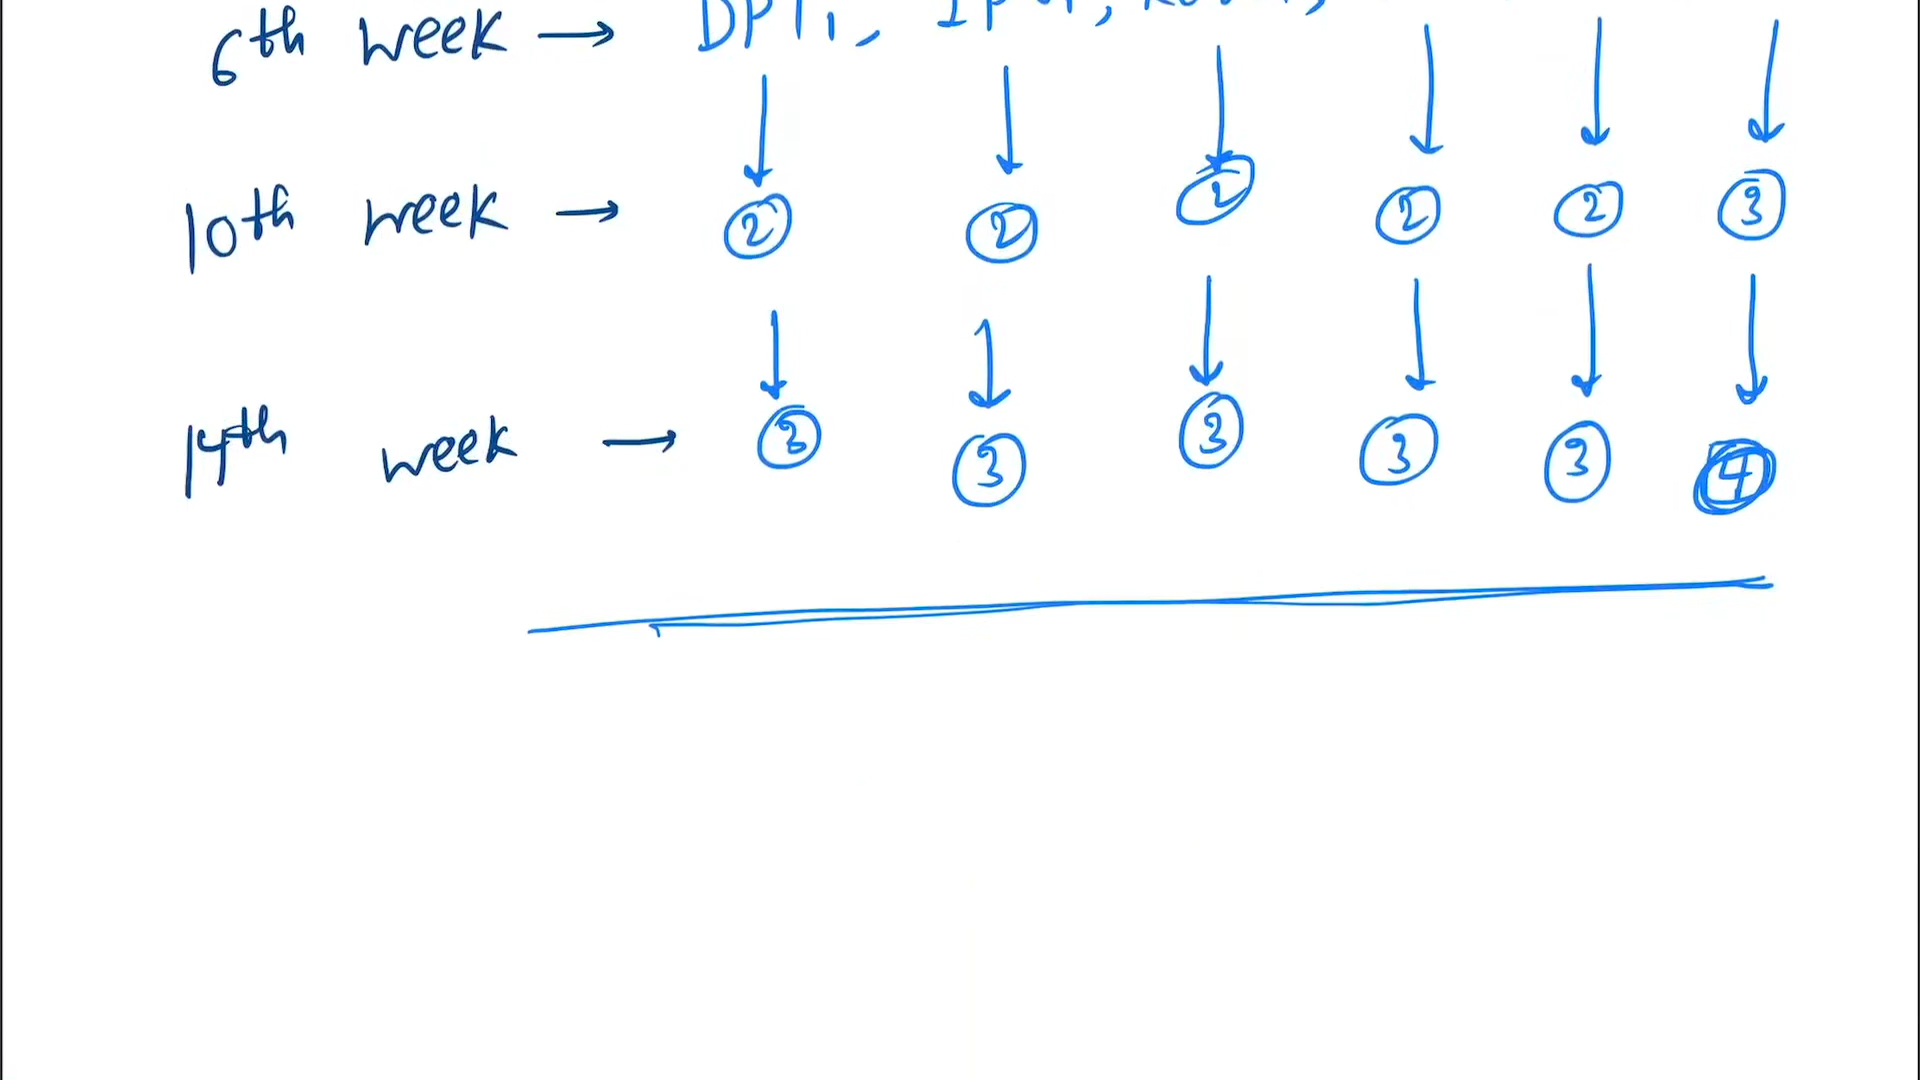 6th week → DPT1,
10th week → 2 2 2 2 2 3
14th week → 3 3 3 3 3 4